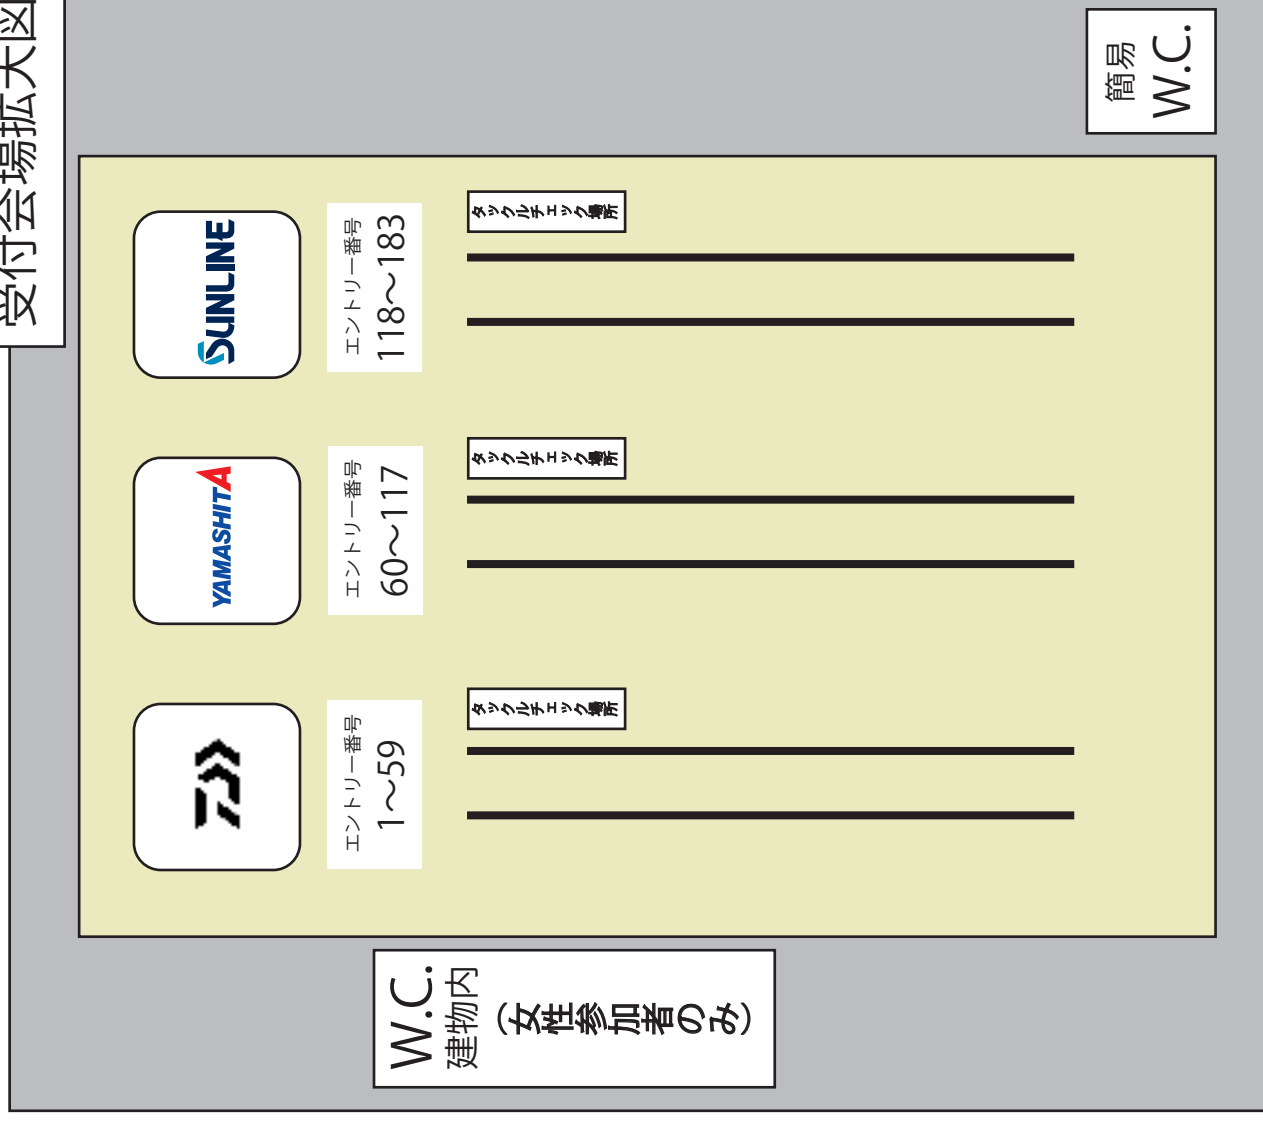 受付会場拡大図
YAMASHITA
SUNLINE
エントリー番号
1〜59
エントリー番号
60〜117
エントリー番号
118〜183
タックルチェック場所
タックルチェック場所
タックルチェック場所
W.C.
建物内
(女性参加者のみ)
簡易
W.C.